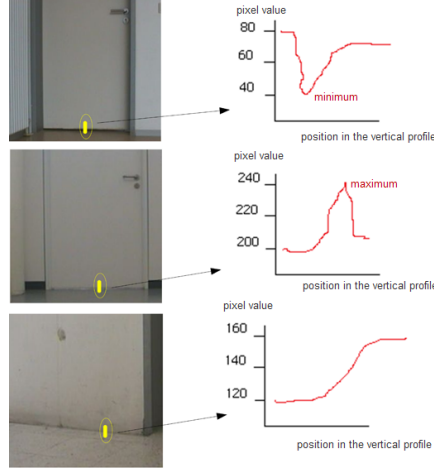 pixel value
80
60
40
minimum
position in the vertical profile
pixel value
240
maximum
220
200
position in the vertical profile
pixel value
160
140
120
position in the vertical profile